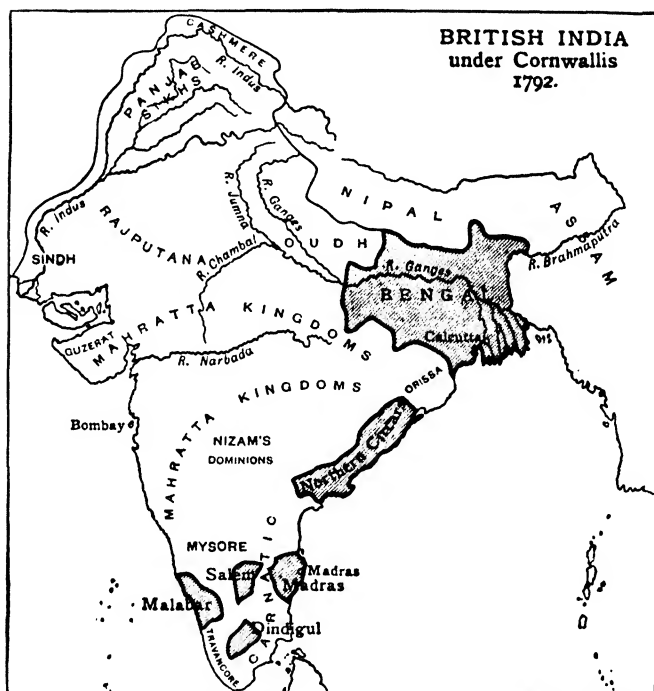 BRITISH INDIA
under Cornwallis
1792.
CASHMERE
PANJAB
SIKHS
R. Indus
NIPAL
ASSAM
R. Brahmaputra
R. Jumna
R. Ganges
OUDH
R. Indus
RAJPUTANA
SINDH
R. Chambal
R. Ganges
BENGAL
Calcutta
GUZERAT
MAHRATTA KINGDOMS
R. Narbada
ORISSA
MAHRATTA KINGDOMS
Bombay
NIZAM'S
DOMINIONS
Northern Circars
CARNATIC
MYSORE
Salem
Madras
Madras
Malabar
Dindigul
TRAVANCORE